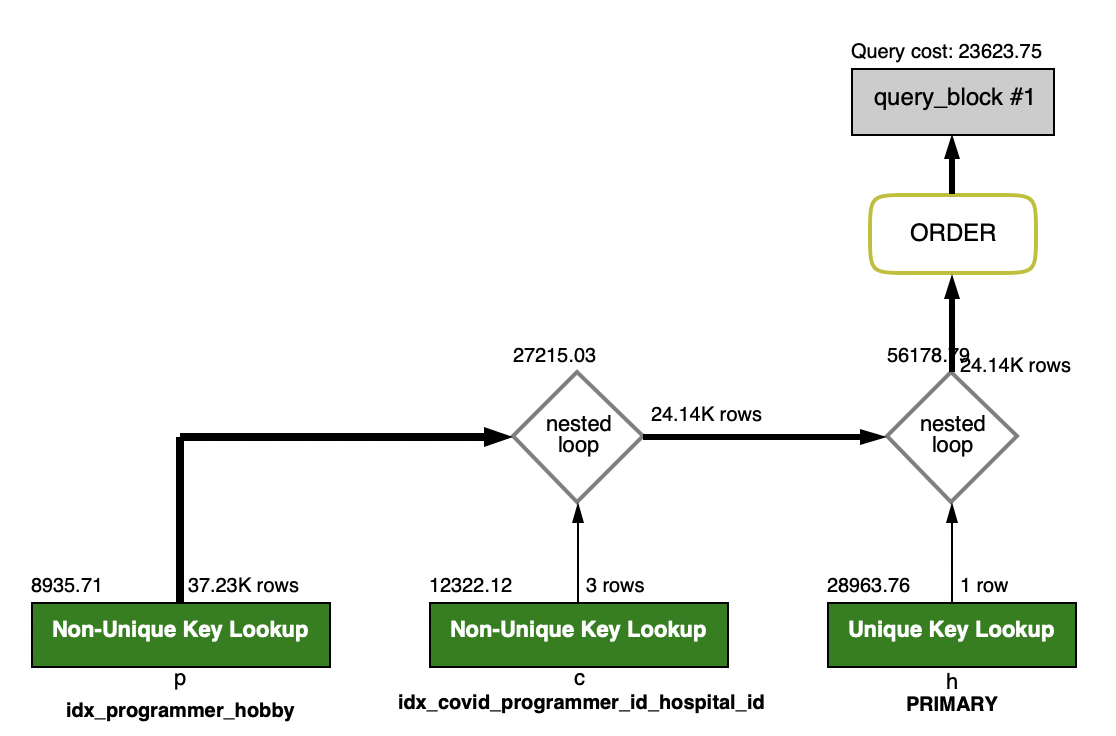 Query cost: 23623.75
query_block #1
ORDER
27215.03
56178.79
24.14K rows
nested
loop
24.14K rows
nested
loop
8935.71
37.23K rows
12322.12
3 rows
28963.76
1 row
Non-Unique Key Lookup
Non-Unique Key Lookup
Unique Key Lookup
p
c
h
idx_programmer_hobby
idx_covid_programmer_id_hospital_id
PRIMARY